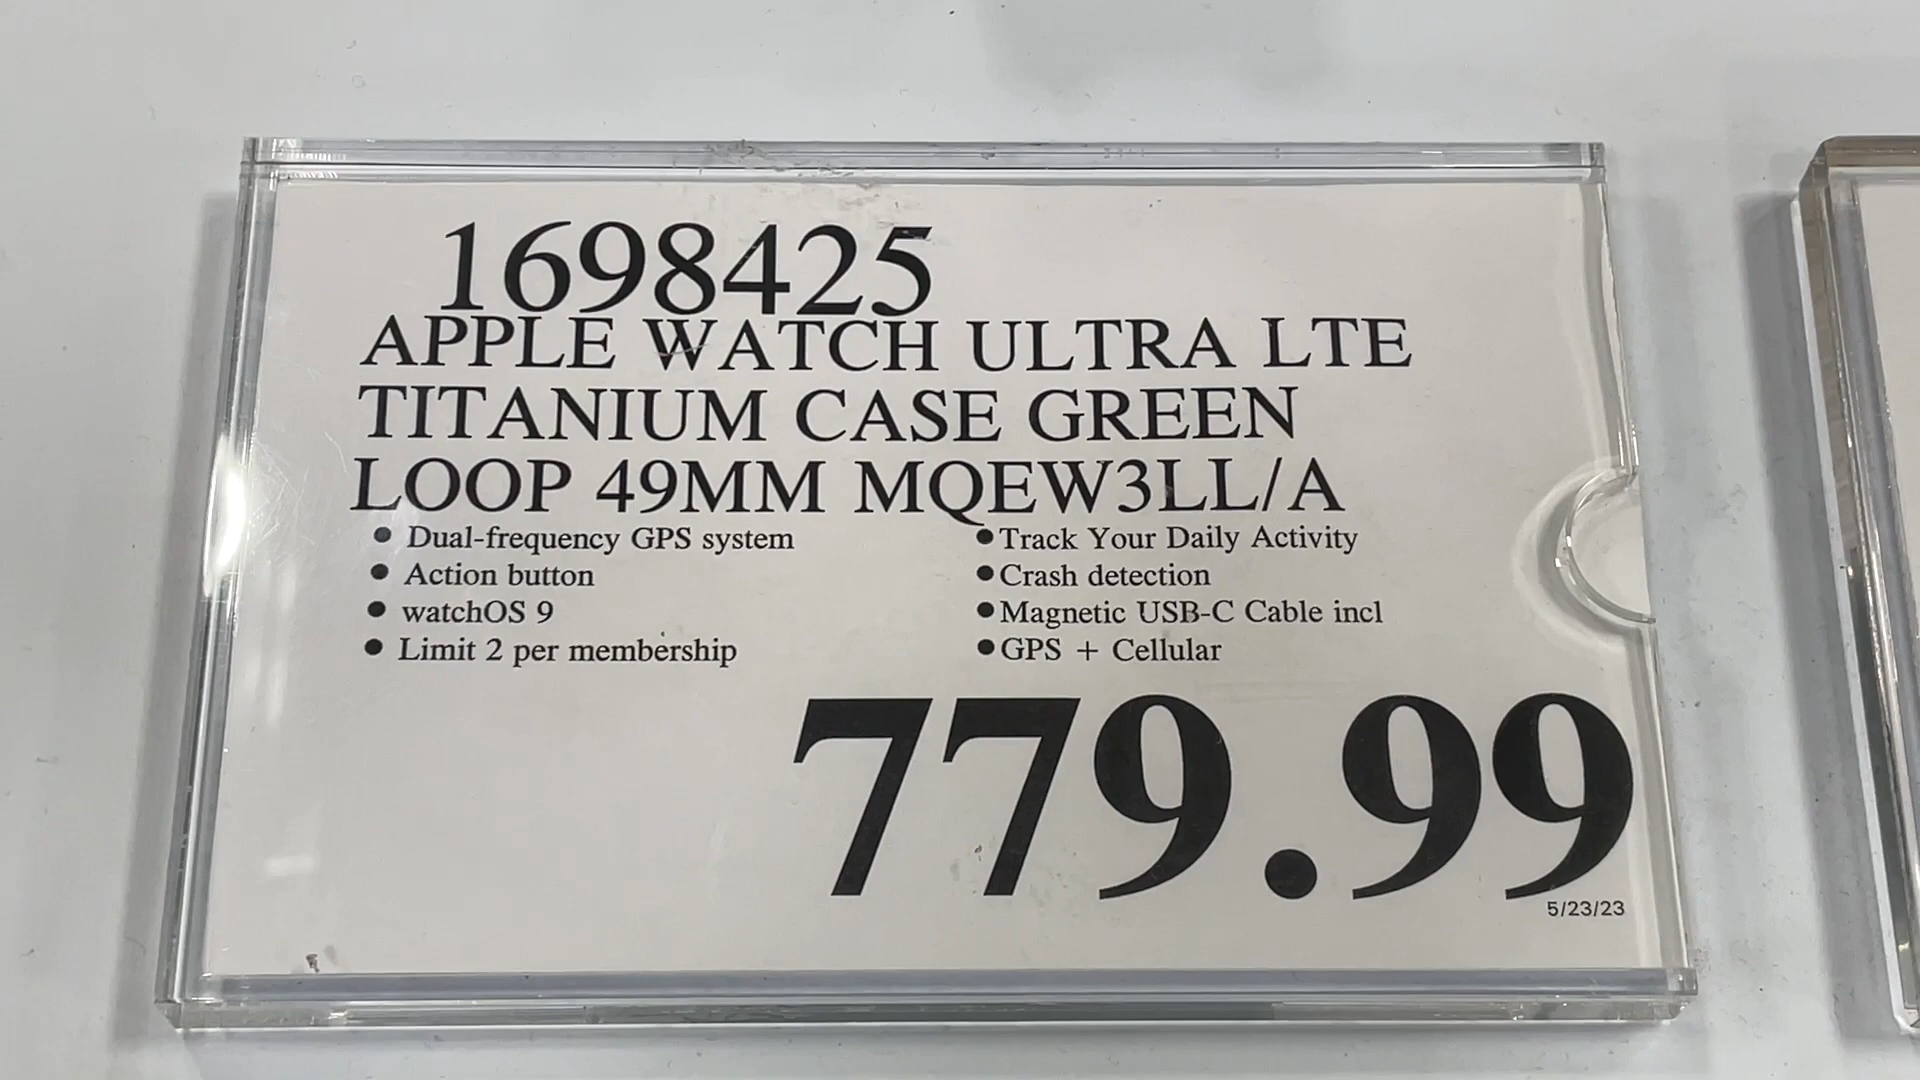 1698425
APPLE WATCH ULTRA LTE
TITANIUM CASE GREEN
LOOP 49MM MQEW3LL/A
● Dual-frequency GPS system
● Action button
● watchOS 9
● Limit 2 per membership
● Track Your Daily Activity
● Crash detection
● Magnetic USB-C Cable incl
● GPS + Cellular
779.99
5/23/23